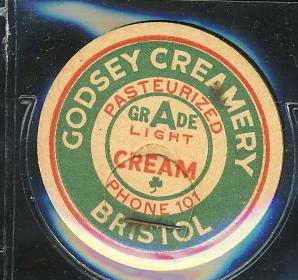 GODSEY CREAMERY
PASTEURIZED
GRADE
LIGHT
CREAM
PHONE 101
BRISTOL